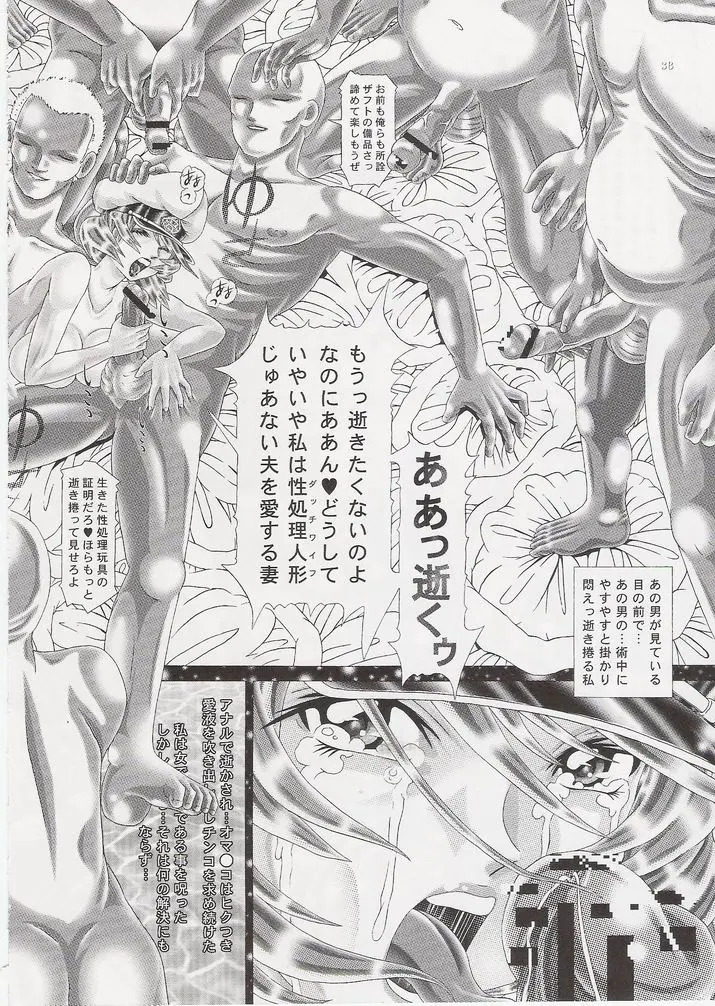 38
お前も俺らも所詮
ザフトの備品さっ
諦めて楽しもうぜ
おおっ
おおっ
もうっ逝きたくないのよ
なのにああん♥どうして
いやいや私は性処理人形
ダッチワイフ
じゅあない夫を愛する妻
ああっ逝くゥ
生きた性処理玩具の
証明だろ♥ほらもっと
逝き捲って見せろよ
あの男が見ている
目の前で…
あの男の…術中に
やすやすと掛かり
悶えっ逝き捲る私
アナルで逝かされ…オマ●コはヒクつき
愛液を吹き出し
チンコを求め続けた
私は女で
である事を呪った
しかし
…それは何の解決にも
ならず…